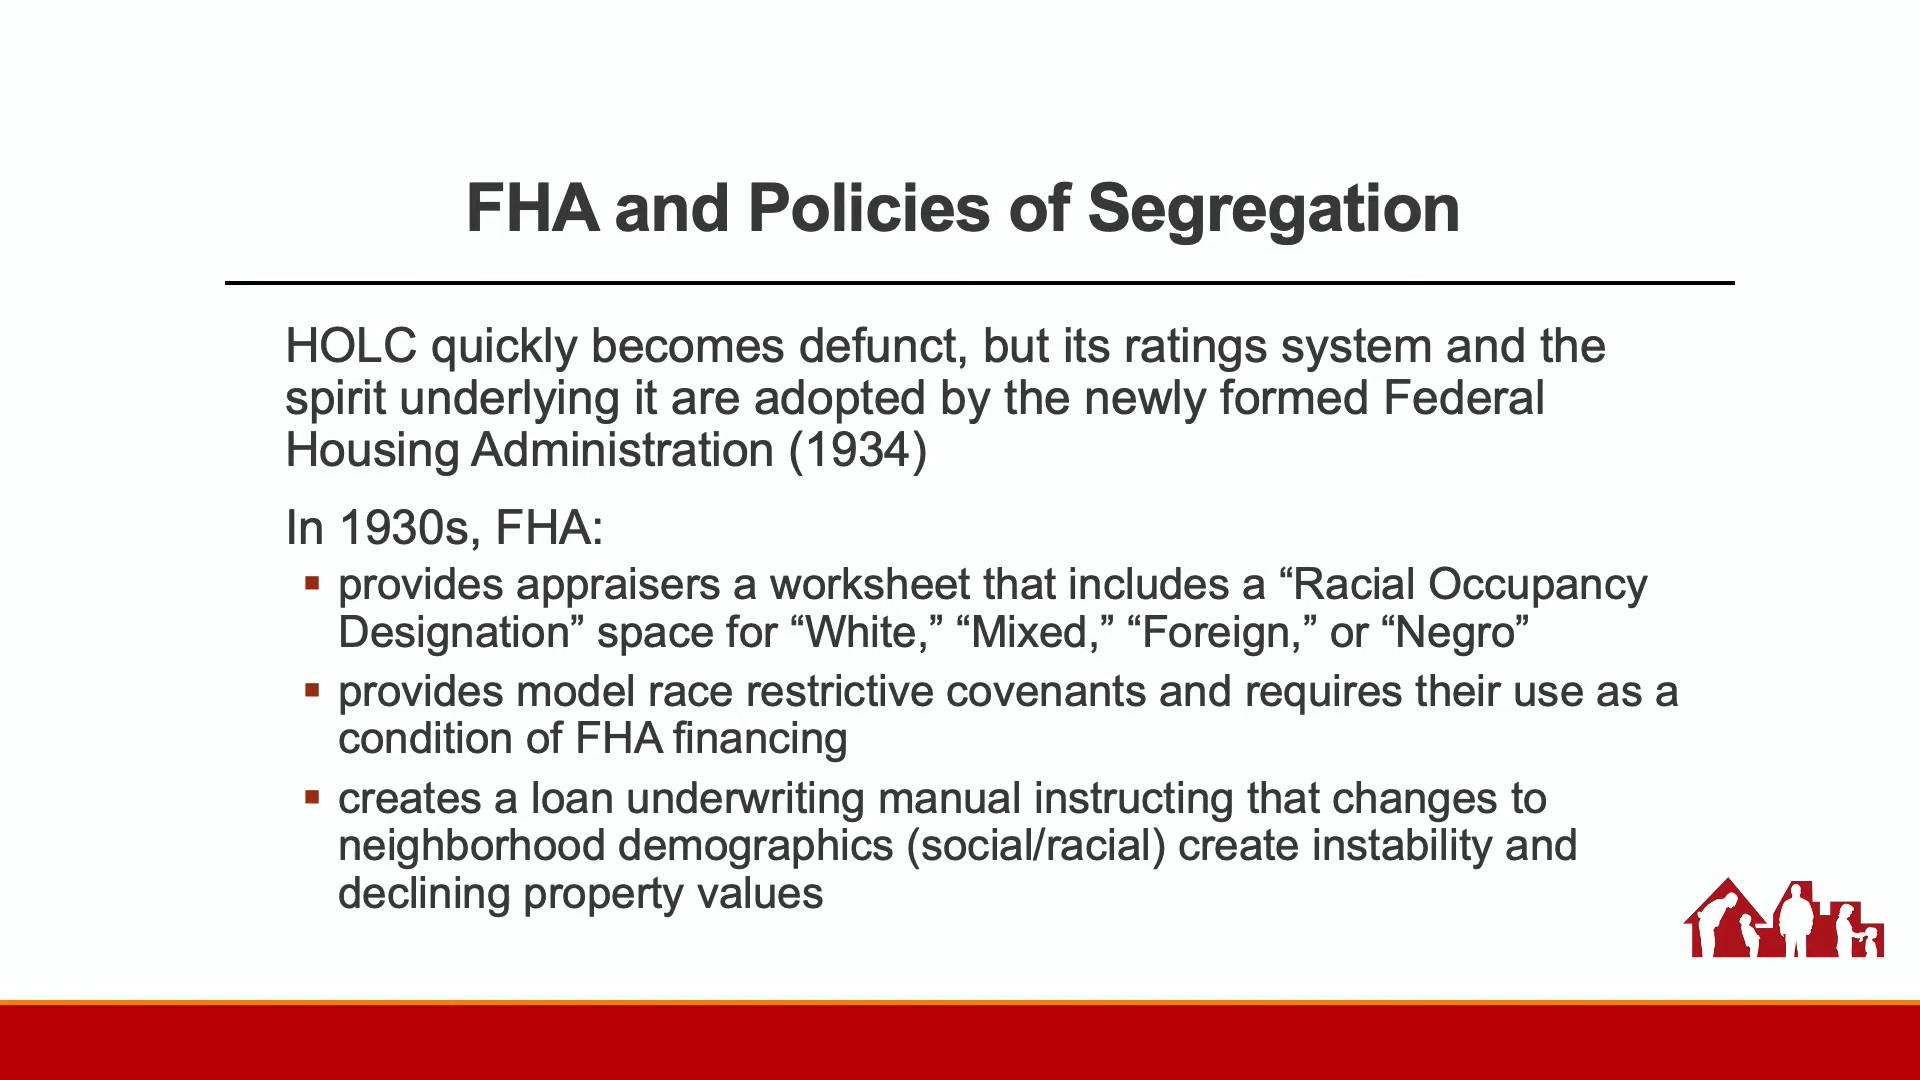 FHA and Policies of Segregation
HOLC quickly becomes defunct, but its ratings system and the
spirit underlying it are adopted by the newly formed Federal
Housing Administration (1934)
In 1930s, FHA:
provides appraisers a worksheet that includes a “Racial Occupancy
Designation” space for “White,” “Mixed,” “Foreign,” or “Negro”
provides model race restrictive covenants and requires their use as a
condition of FHA financing
creates a loan underwriting manual instructing that changes to
neighborhood demographics (social/racial) create instability and
declining property values